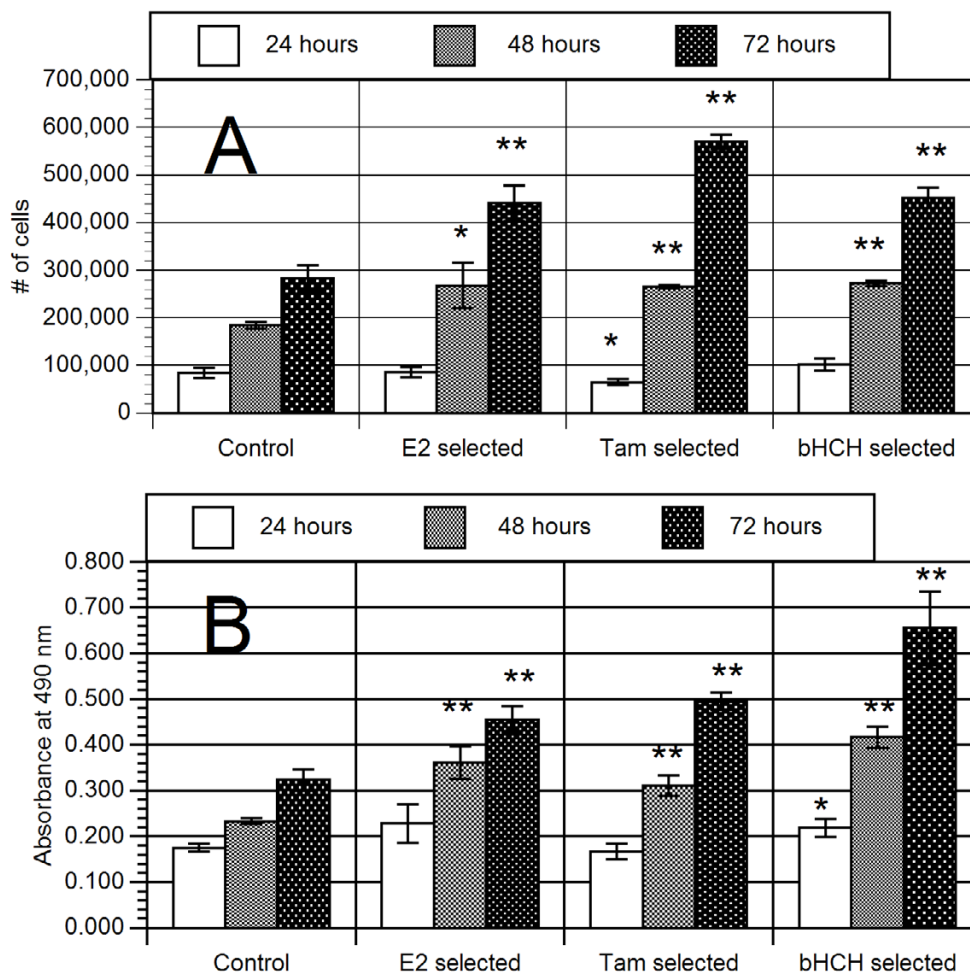 24 hours 48 hours 72 hours
700,000
600,000
500,000
400,000
300,000
200,000
100,000
0
# of cells
A
** ** **
* ** **
*
Control E2 selected Tam selected bHCH selected
24 hours 48 hours 72 hours
0.800
0.700
0.600
0.500
0.400
0.300
0.200
0.100
0.000
Absorbance at 490 nm
B
** ** **
** ** **
*
Control E2 selected Tam selected bHCH selected